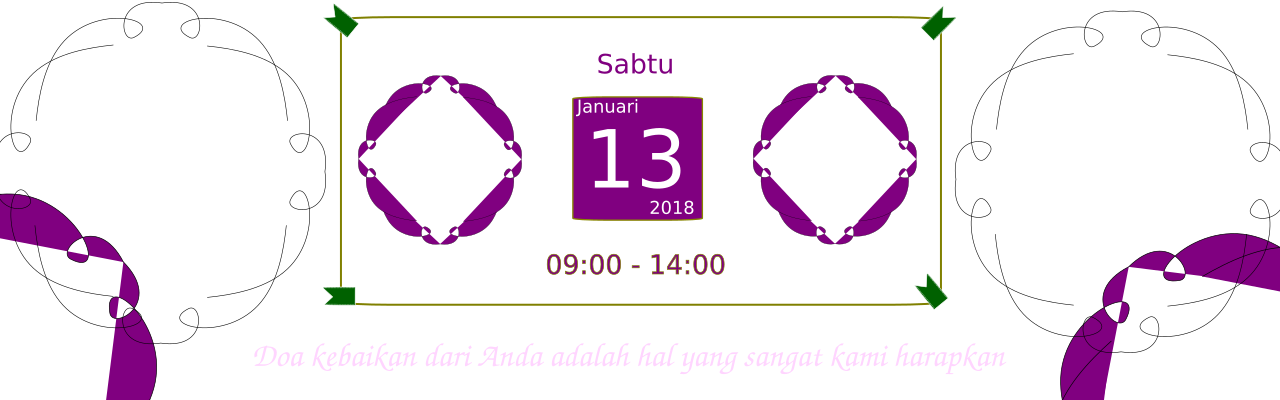 Sabtu
Januari
13
2018
09:00 - 14:00
Doa kebaikan dari Anda adalah hal yang sangat kami harapkan